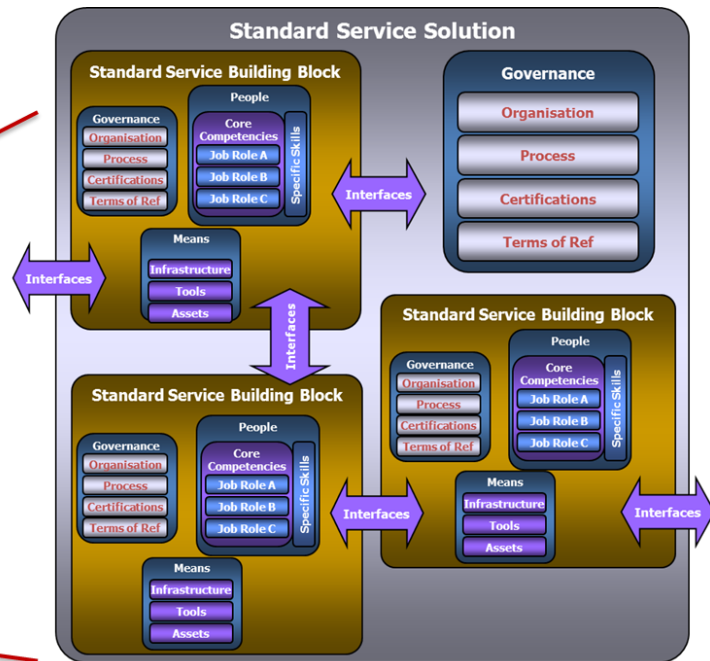 Standard Service Solution
Standard Service Building Block
Governance
Organisation
Process
Certifications
Terms of Ref
People
Core
Competencies
Job Role A
Job Role B
Job Role C
Specific Skills
Means
Infrastructure
Tools
Assets
Interfaces
Governance
Organisation
Process
Certifications
Terms of Ref
Interfaces
Interfaces
Standard Service Building Block
Governance
Organisation
Process
Certifications
Terms of Ref
People
Core
Competencies
Job Role A
Job Role B
Job Role C
Specific Skills
Means
Infrastructure
Tools
Assets
Interfaces
Standard Service Building Block
Governance
Organisation
Process
Certifications
Terms of Ref
People
Core
Competencies
Job Role A
Job Role B
Job Role C
Specific Skills
Means
Infrastructure
Tools
Assets
Interfaces